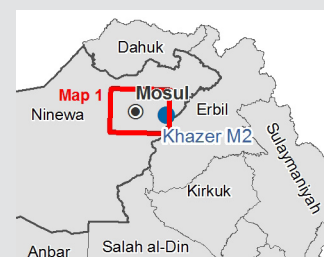 Dahuk
Map 1
Mosul
Ninewa
Erbil
Khazer M2
Sulaymaniyah
Kirkuk
Anbar
Salah al-Din